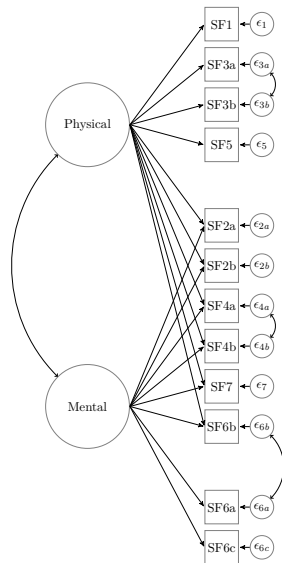 SF1 ϵ1
SF3a ϵ3a
SF3b ϵ3b
Physical
SF5 ϵ5
SF2a ϵ2a
SF2b ϵ2b
SF4a ϵ4a
SF4b ϵ4b
SF7 ϵ7
Mental
SF6b ϵ6b
SF6a ϵ6a
SF6c ϵ6c